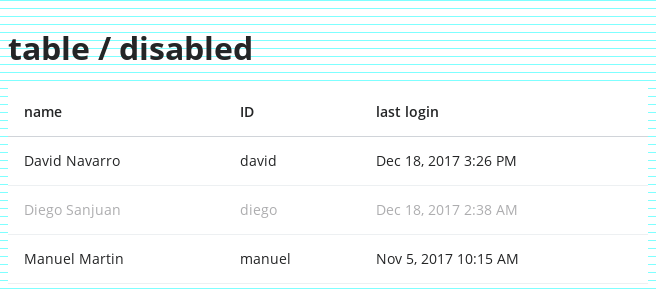 table / disabled
name ID last login
David Navarro david Dec 18, 2017 3:26 PM
Diego Sanjuan diego Dec 18, 2017 2:38 AM
Manuel Martin manuel Nov 5, 2017 10:15 AM